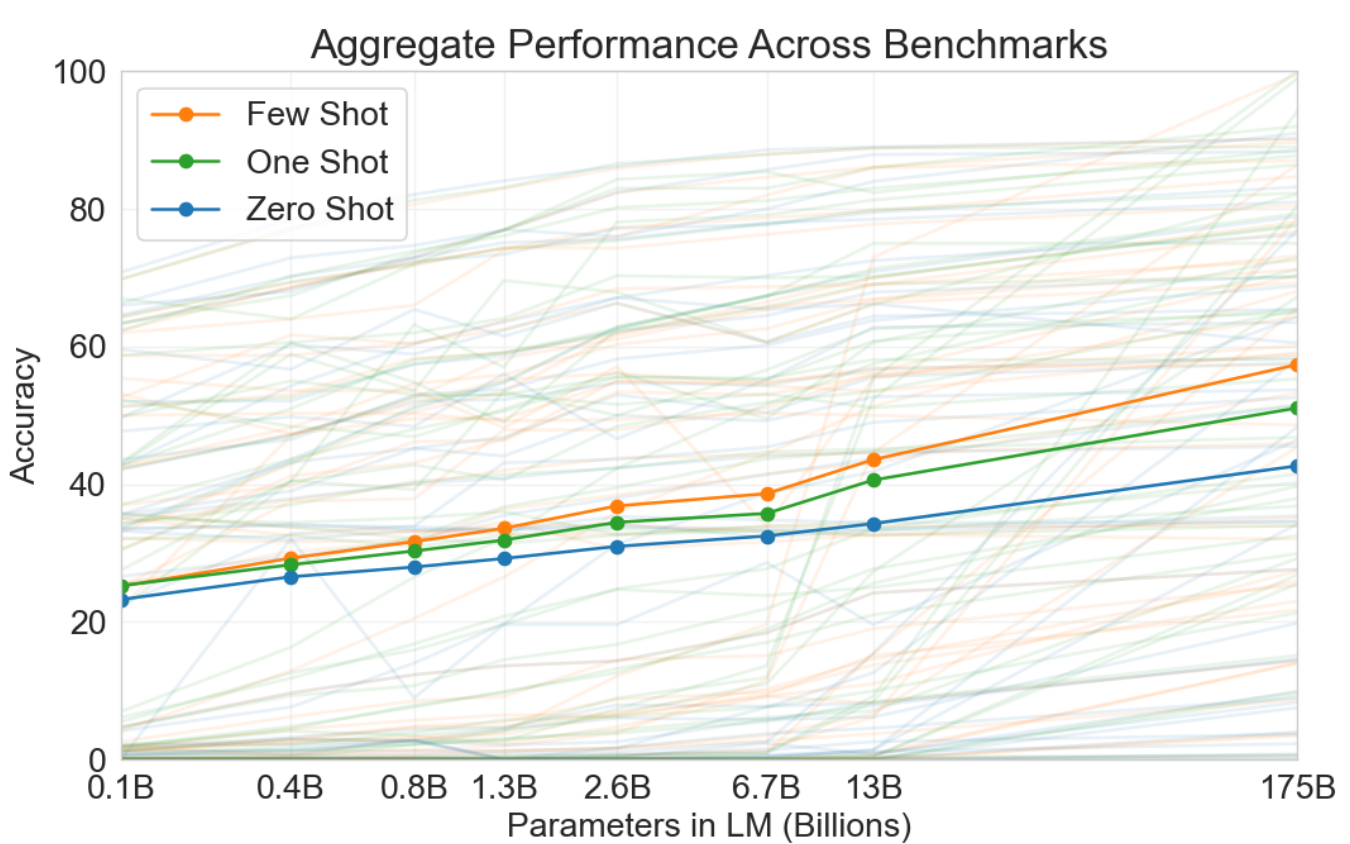 Aggregate Performance Across Benchmarks
100
80
60
40
20
0
Accuracy
Few Shot
One Shot
Zero Shot
0.1B 0.4B 0.8B 1.3B 2.6B 6.7B 13B 175B
Parameters in LM (Billions)